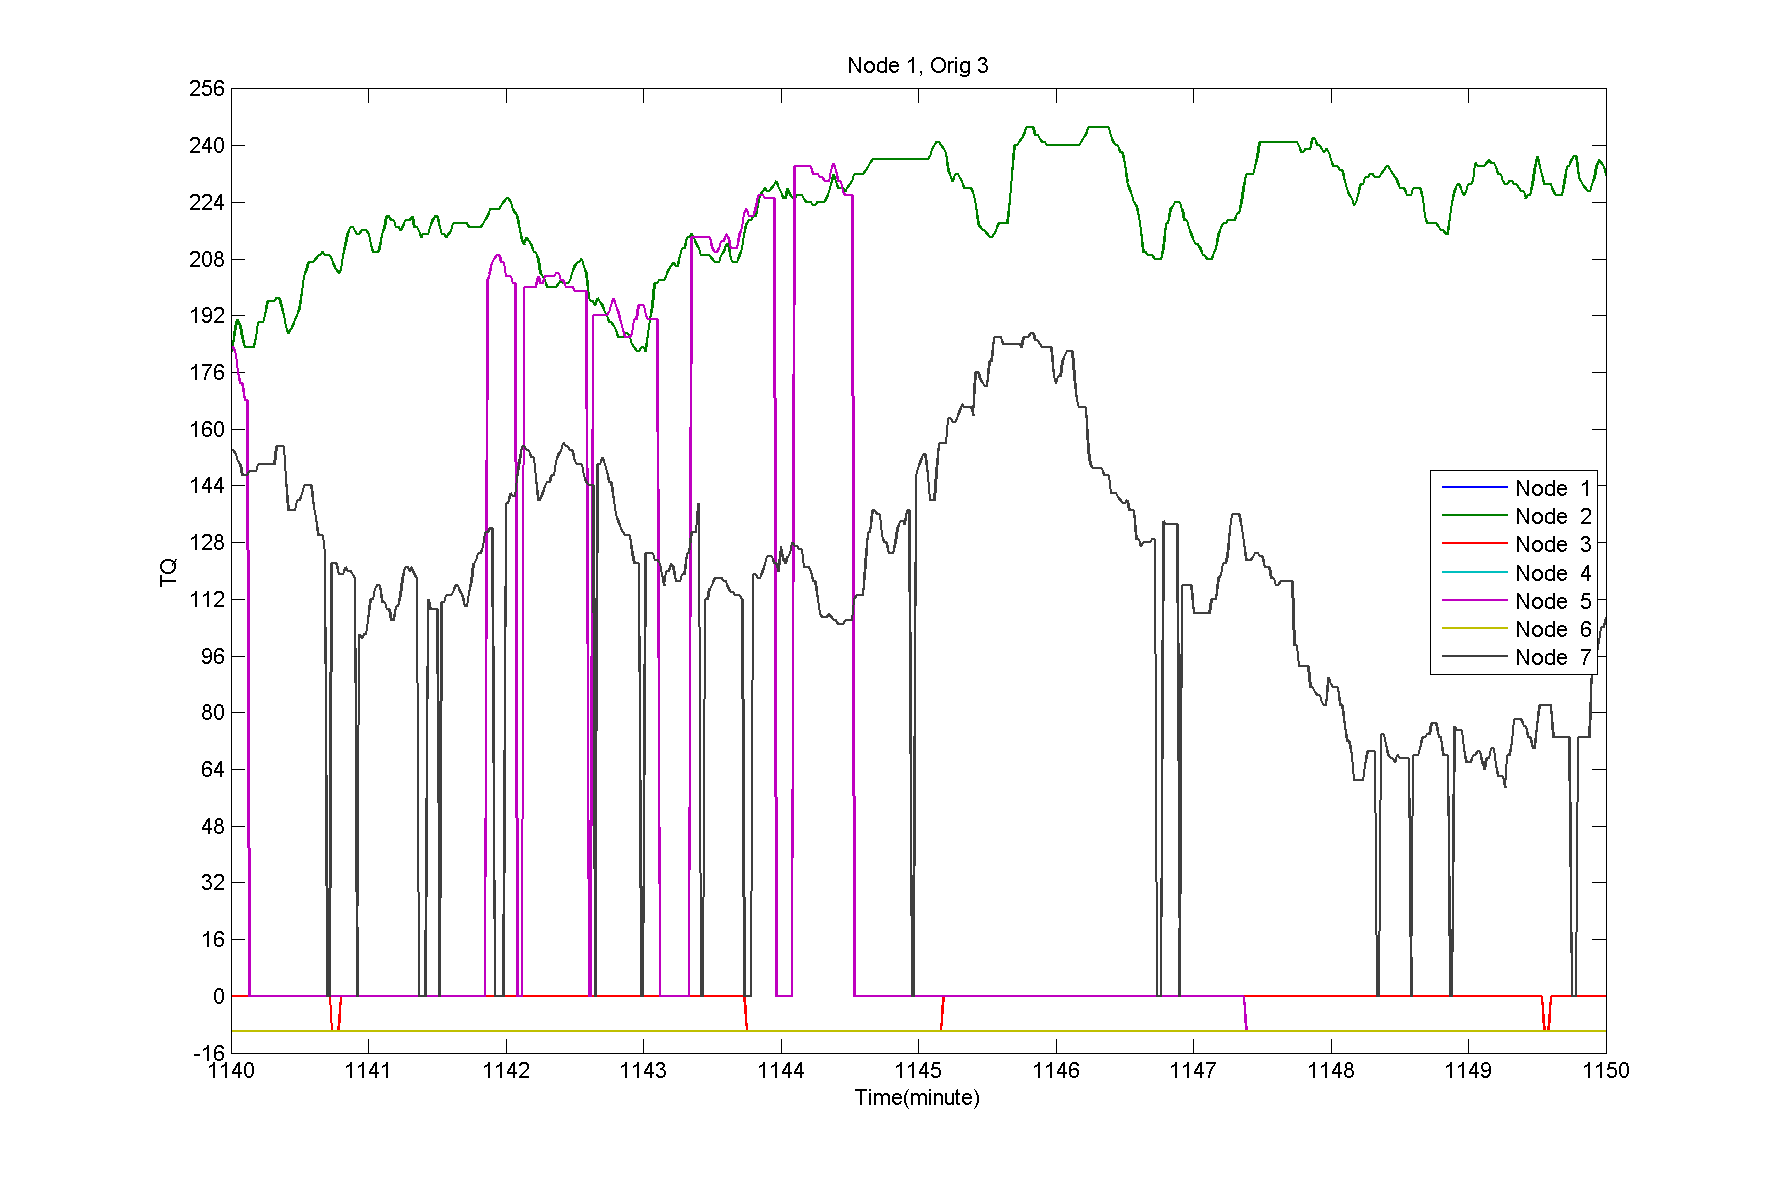 Node 1, Orig 3
256
240
224
208
192
176
160
144
128
112
96
80
64
48
32
16
0
-16
TQ
Node 1
Node 2
Node 3
Node 4
Node 5
Node 6
Node 7
1140 1141 1142 1143 1144 1145 1146 1147 1148 1149 1150
Time(minute)